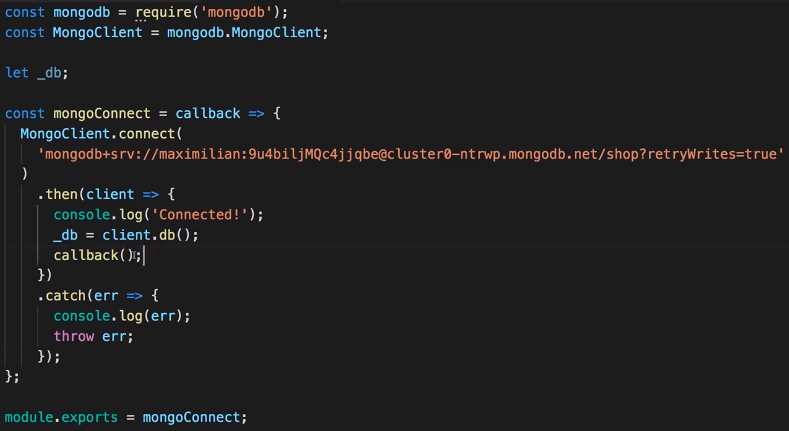 const mongodb = require('mongodb');
const MongoClient = mongodb.MongoClient;
let _db;
const mongoConnect = callback => {
MongoClient.connect(
'mongodb+srv://maximilian:9u4biljMQc4jjqbe@cluster0-ntrwp.mongodb.net/shop?retryWrites=true'
)
.then(client => {
console.log('Connected!');
_db = client.db();
callback();
})
.catch(err => {
console.log(err);
throw err;
});
};
module.exports = mongoConnect;